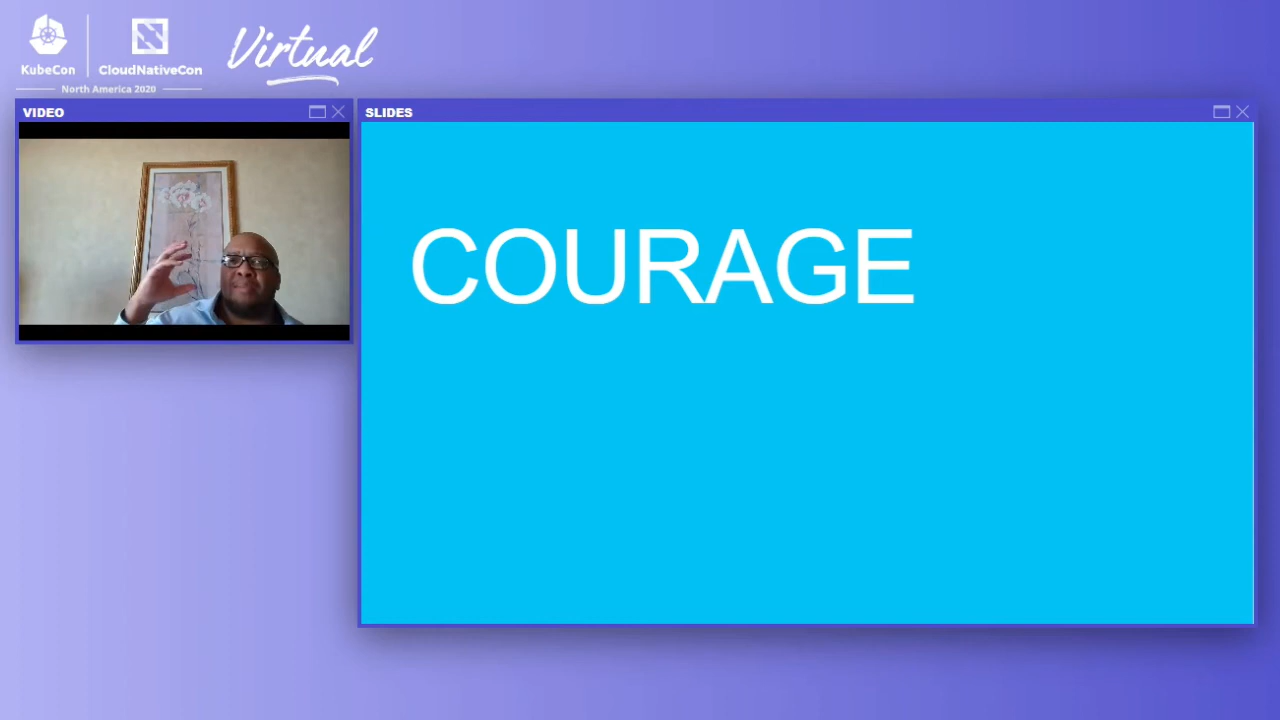 KubeCon
CloudNativeCon
North America 2020
Virtual
VIDEO
SLIDES
COURAGE